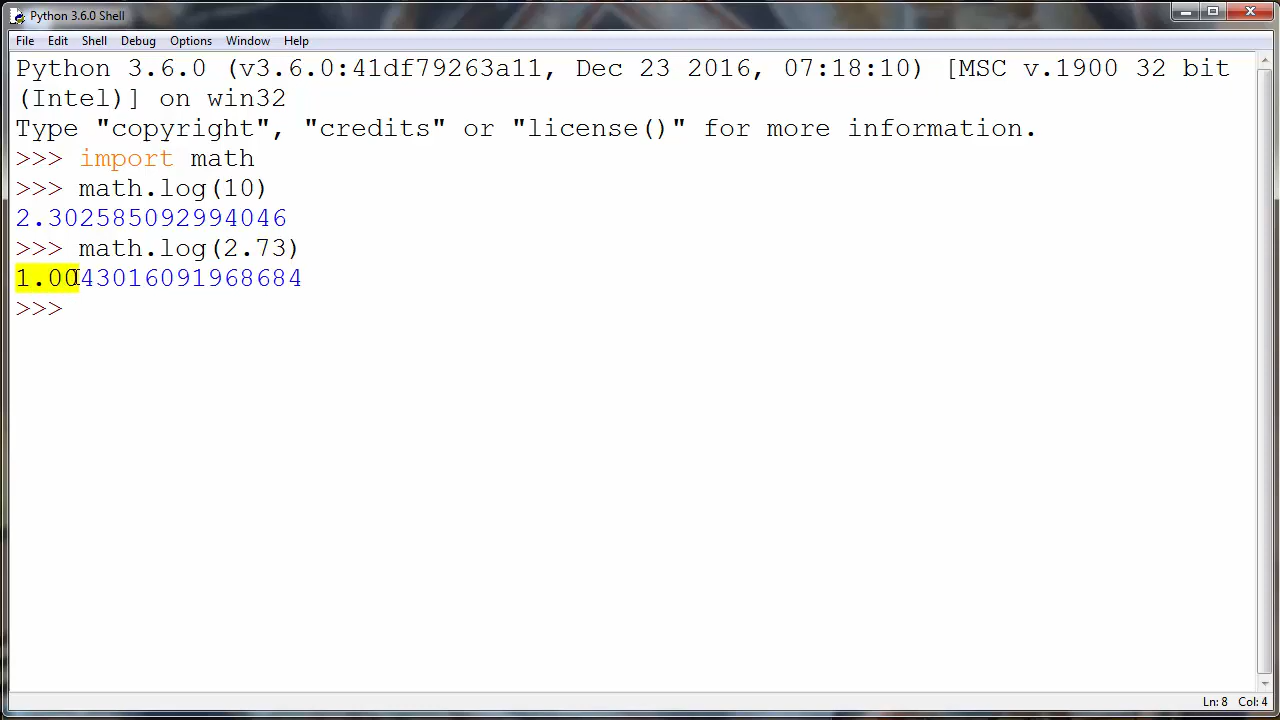 Python 3.6.0 Shell
File Edit Shell Debug Options Window Help
Python 3.6.0 (v3.6.0:41df79263a11, Dec 23 2016, 07:18:10) [MSC v.1900 32 bit
(Intel)] on win32
Type "copyright", "credits" or "license()" for more information.
>>> import math
>>> math.log(10)
2.302585092994046
>>> math.log(2.73)
1.0043016091968684
>>>
Ln: 8 Col: 4